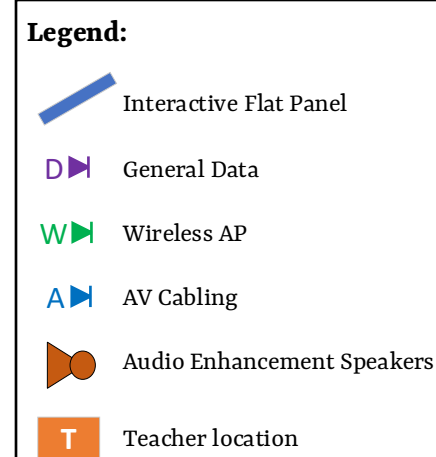 Legend:
Interactive Flat Panel
D General Data
W Wireless AP
A AV Cabling
Audio Enhancement Speakers
T Teacher location